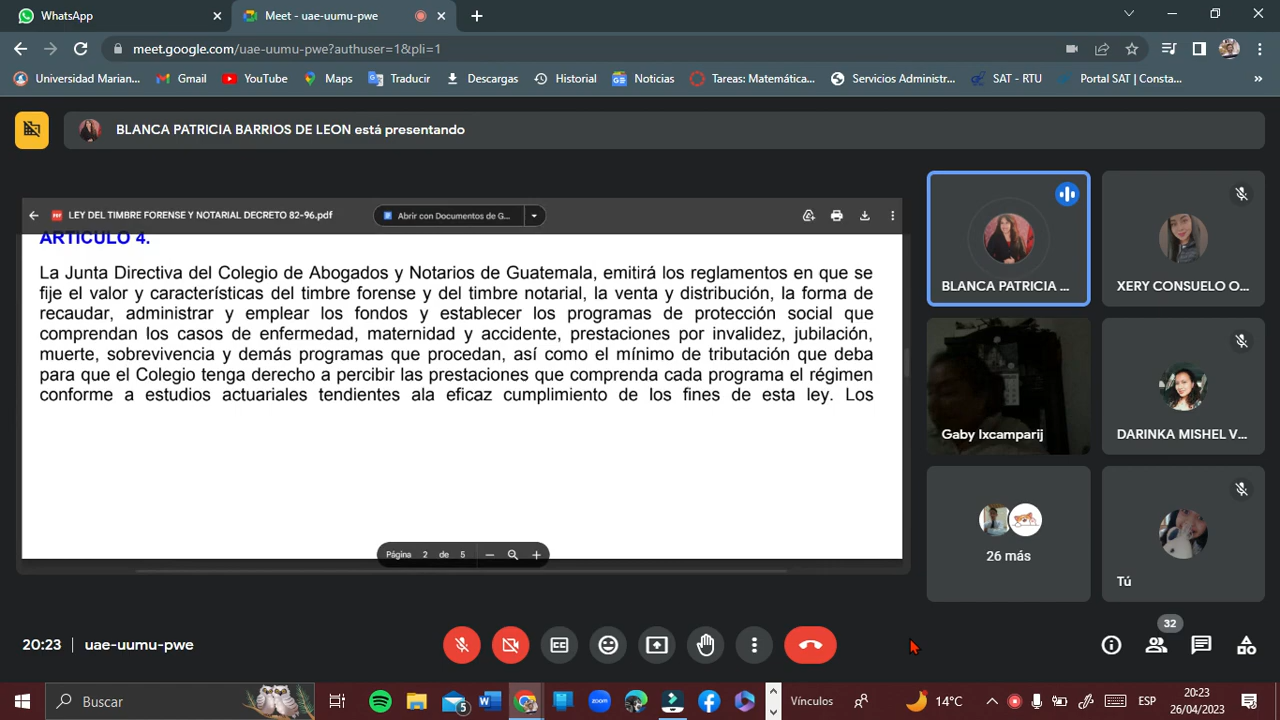 WhatsApp
Meet - uae-uumu-pwe
meet.google.com/uae-uumu-pwe?authuser=1&pli=1
Universidad Marian...
Gmail
YouTube
Maps
Traducir
Descargas
Historial
Noticias
Tareas: Matemática...
Servicios Administr...
SAT - RTU
Portal SAT | Consta...
»
BLANCA PATRICIA BARRIOS DE LEON está presentando
LEY DEL TIMBRE FORENSE Y NOTARIAL DECRETO 82-96.pdf
Abrir con Documentos de G...
ARTICULO 4.
La Junta Directiva del Colegio de Abogados y Notarios de Guatemala, emitirá los reglamentos en que se
fije el valor y características del timbre forense y del timbre notarial, la venta y distribución, la forma de
recaudar, administrar y emplear los fondos y establecer los programas de protección social que
comprendan los casos de enfermedad, maternidad y accidente, prestaciones por invalidez, jubilación,
muerte, sobrevivencia y demás programas que procedan, así como el mínimo de tributación que deba
para que el Colegio tenga derecho a percibir las prestaciones que comprenda cada programa el régimen
conforme a estudios actuariales tendientes ala eficaz cumplimiento de los fines de esta ley. Los
Página 2 de 5
BLANCA PATRICIA ...
XERY CONSUELO O...
Gaby Ixcamparij
DARINKA MISHEL V...
26 más
Tú
20:23 | uae-uumu-pwe
32
Buscar
5
Vínculos
14°C
ESP
20:23
26/04/2023